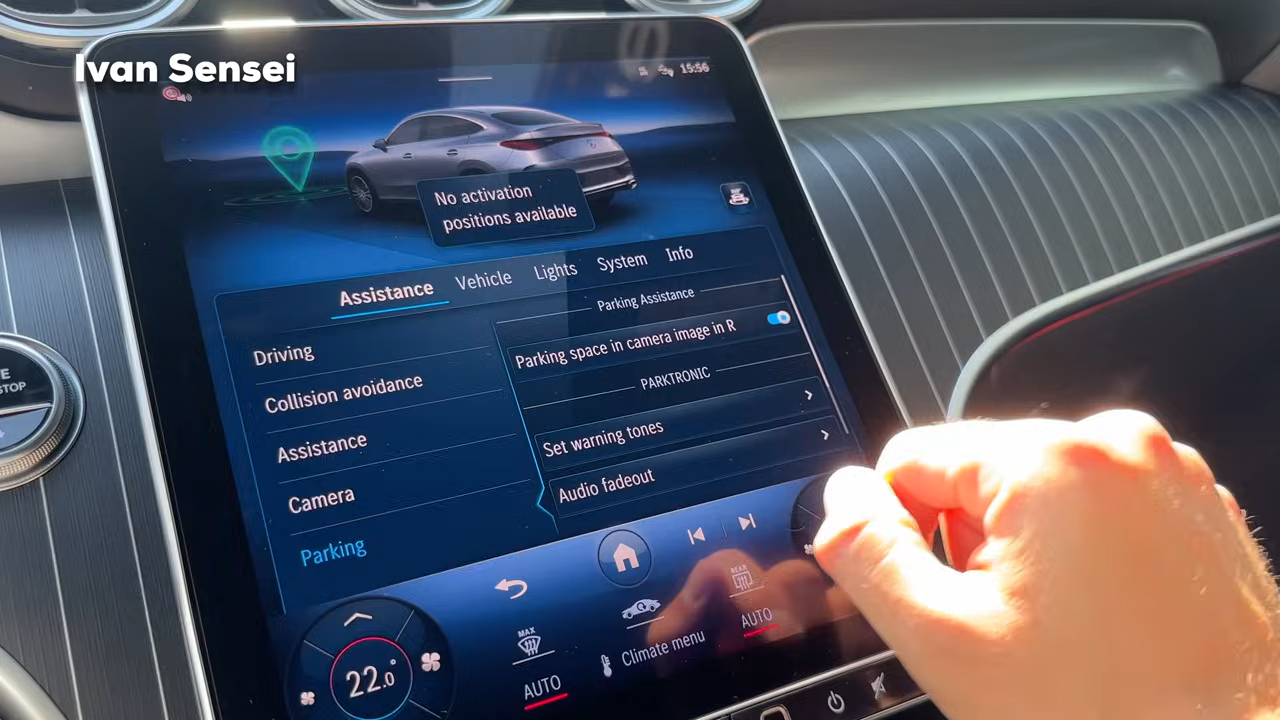 Ivan Sensei
15:56
No activation
positions available
Assistance Vehicle Lights System Info
Driving
Collision avoidance
Assistance
Camera
Parking
Parking Assistance
Parking space in camera image in R
PARKTRONIC
Set warning tones
Audio fadeout
MAX
REAR
22.0°
AUTO
Climate menu
AUTO